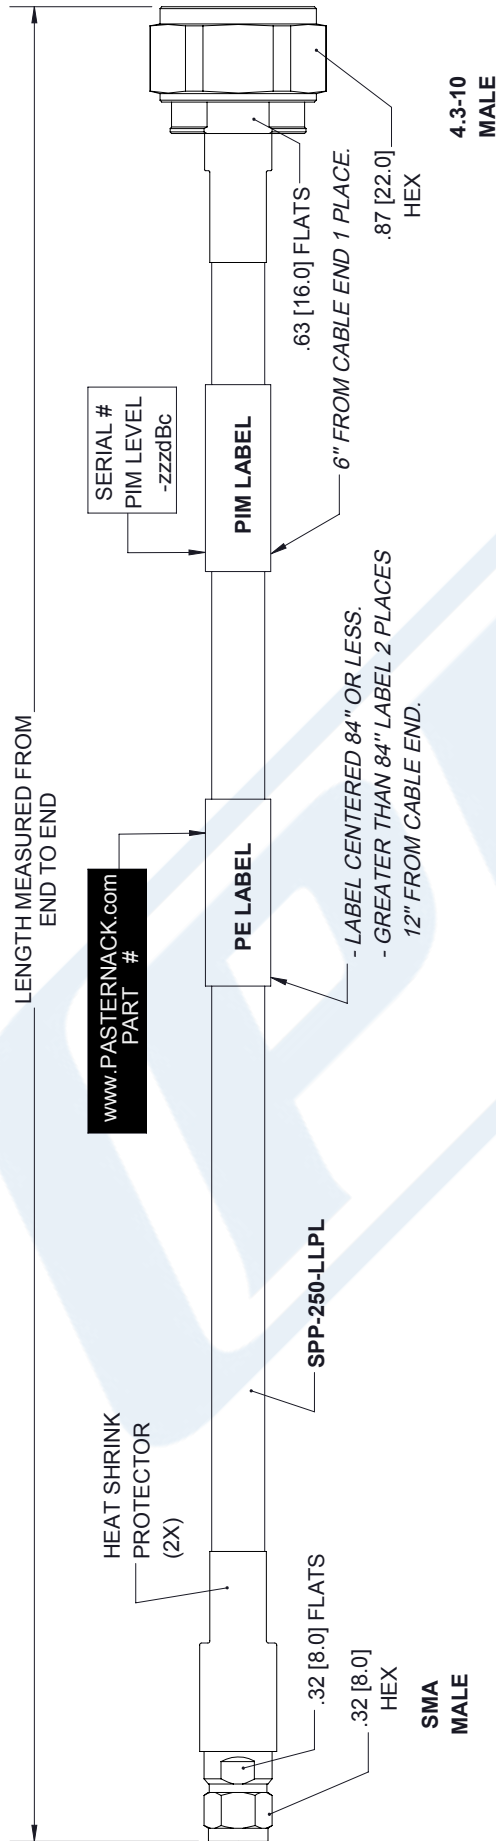 LENGTH MEASURED FROM
END TO END
www.PASTERNACK.com
PART #
SERIAL #
PIM LEVEL
-zzzdBc
HEAT SHRINK
PROTECTOR
(2X)
PE LABEL
PIM LABEL
.32 [8.0] FLATS
.32 [8.0]
HEX
SMA
MALE
SPP-250-LLPL
- LABEL CENTERED 84" OR LESS.
- GREATER THAN 84" LABEL 2 PLACES
12" FROM CABLE END.
6" FROM CABLE END 1 PLACE.
.63 [16.0] FLATS
.87 [22.0]
HEX
4.3-10
MALE